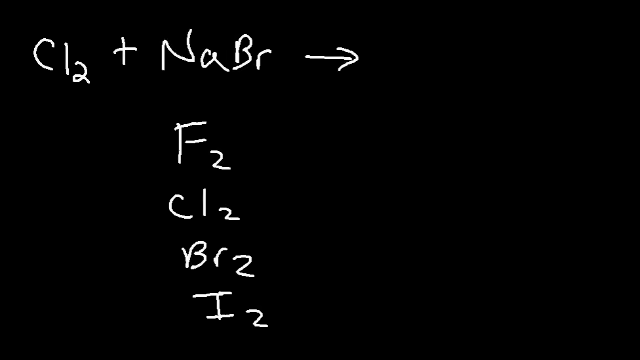 Cl₂ + NaBr →
F₂
Cl₂
Br₂
I₂